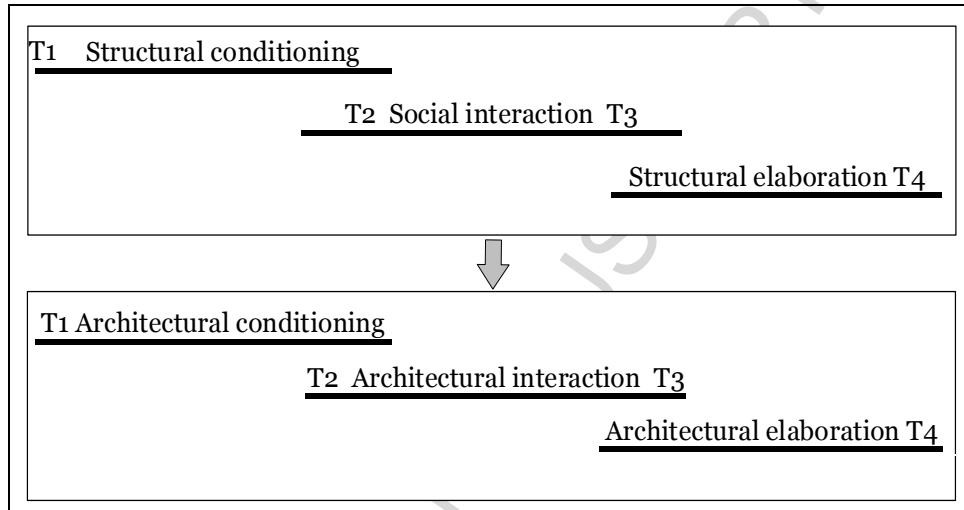 T1 Structural conditioning
T2 Social interaction T3
Structural elaboration T4
T1 Architectural conditioning
T2 Architectural interaction T3
Architectural elaboration T4